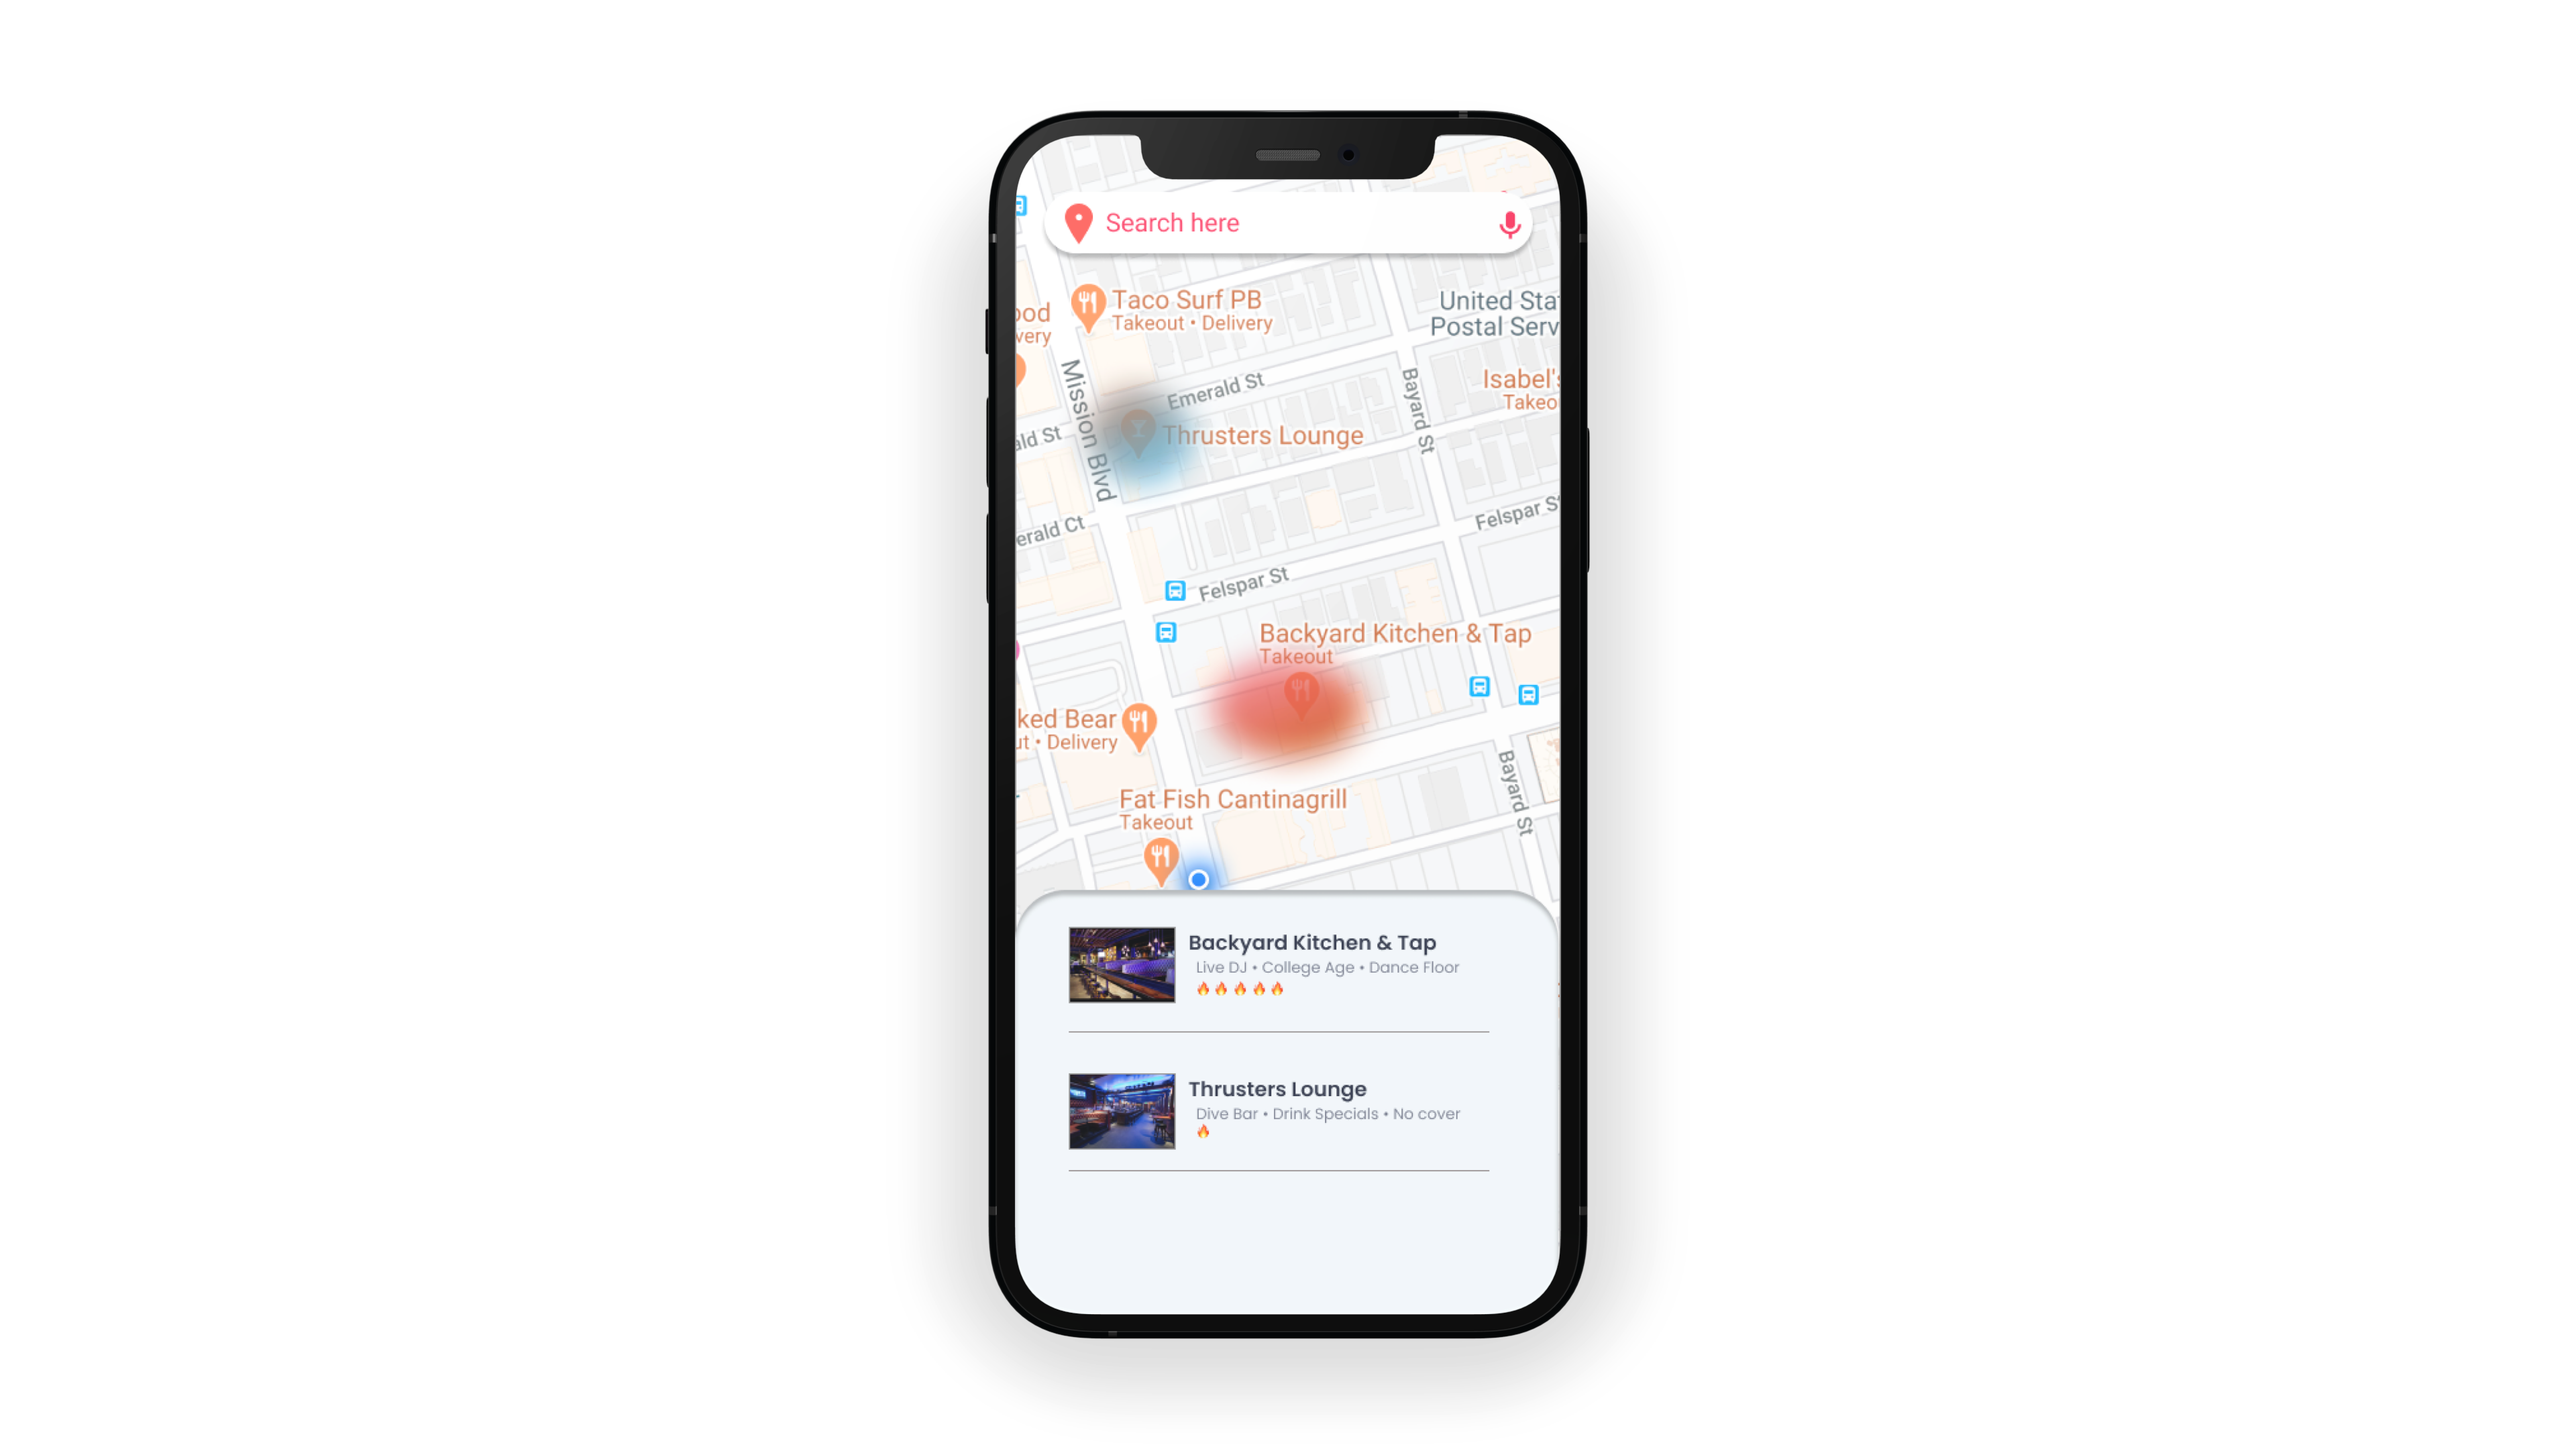 Search here
Taco Surf PB
Takeout • Delivery
United Sta
Postal Serv
ood
very
Mission Blvd
Emerald St
Bayard St
Isabel's
Takeo
ald St
Thrusters Lounge
erald Ct
Felspar S
Felspar St
Backyard Kitchen & Tap
Takeout
ked Bear
ut • Delivery
Bayard St
Fat Fish Cantinagrill
Takeout
Backyard Kitchen & Tap
Live DJ • College Age • Dance Floor
🔥🔥🔥🔥🔥
Thrusters Lounge
Dive Bar • Drink Specials • No cover
🔥